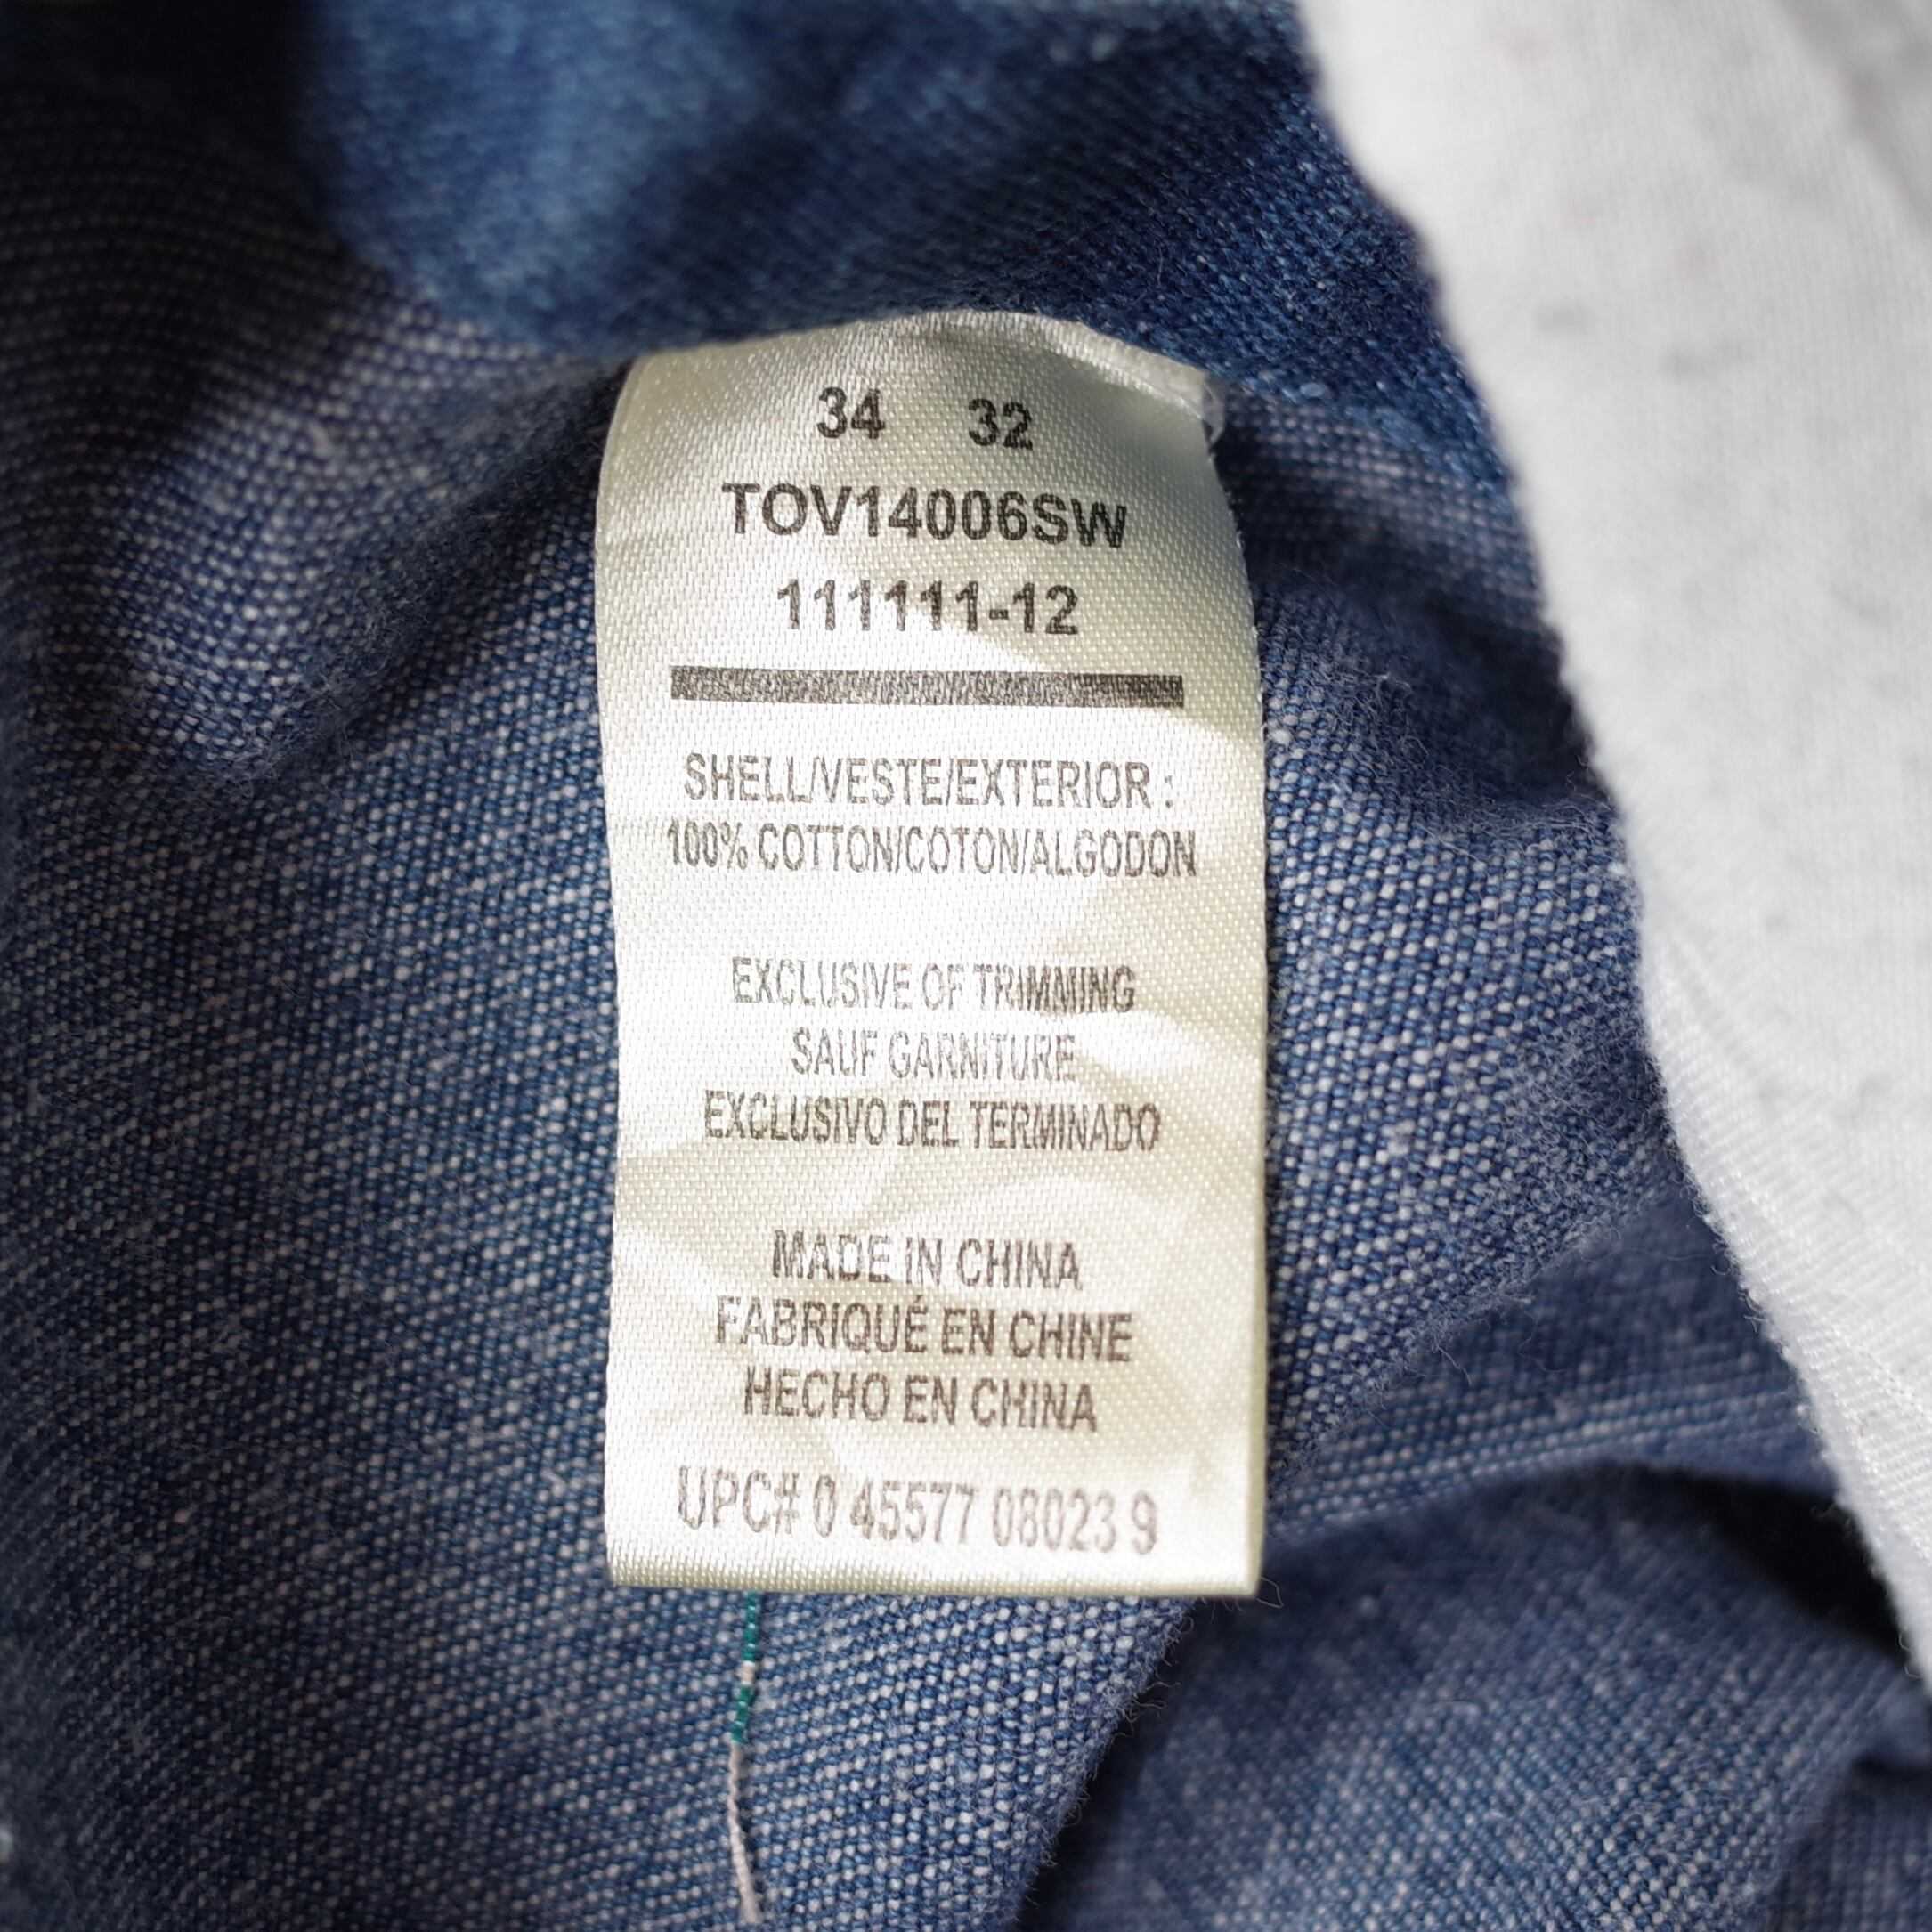 34 32
TOV14006SW
111111-12
SHELL/VESTE/EXTERIOR :
100% COTTON/COTON/ALGODON
EXCLUSIVE OF TRIMMING
SAUF GARNITURE
EXCLUSIVO DEL TERMINADO
MADE IN CHINA
FABRIQUÉ EN CHINE
HECHO EN CHINA
UPC# 0 45577 08023 9